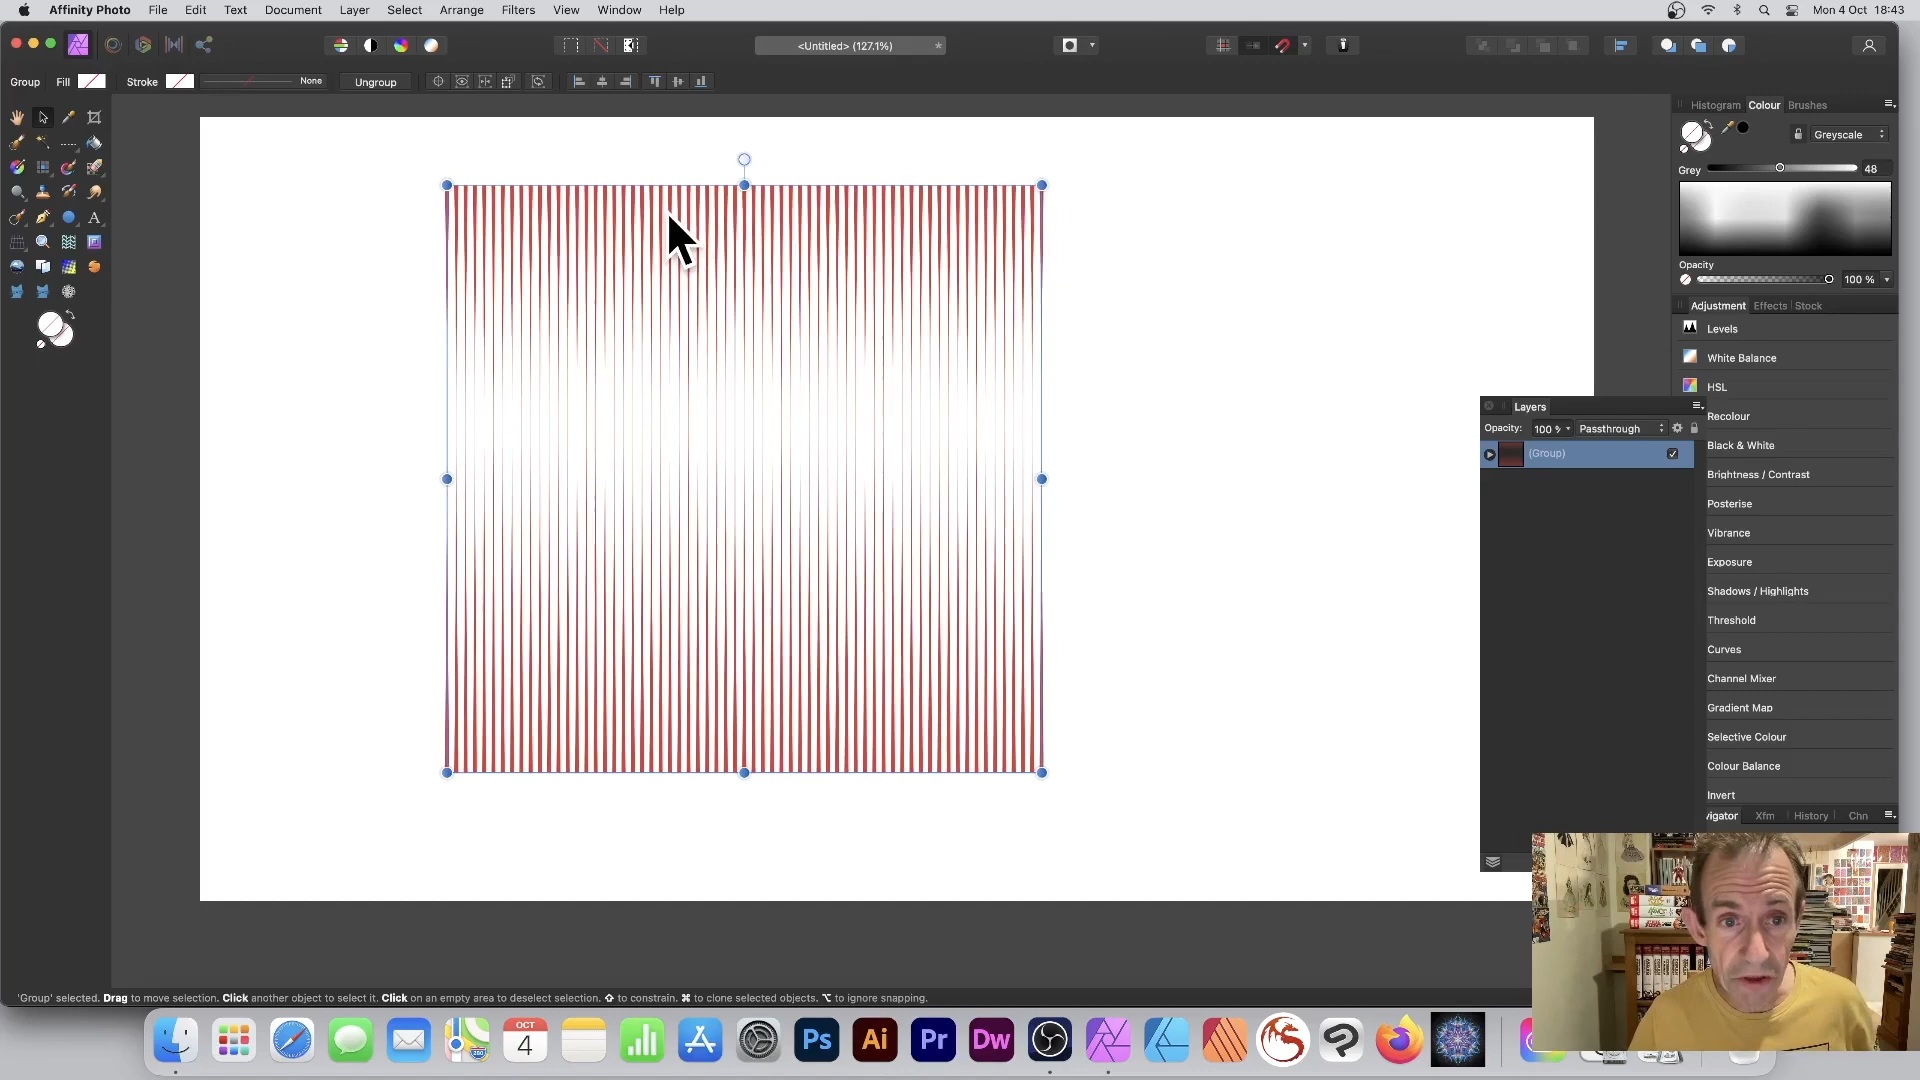 Affinity Photo File Edit Text Document Layer Select Arrange Filters View Window Help Mon 4 Oct 18:43
<Untitled> (127.1%) *
Group Fill Stroke None Ungroup
Histogram Colour Brushes
Greyscale
Grey 48
Opacity
100 %
Adjustment Effects Stock
Levels
White Balance
HSL
Recolour
Black & White
Brightness / Contrast
Posterise
Vibrance
Exposure
Shadows / Highlights
Threshold
Curves
Channel Mixer
Gradient Map
Selective Colour
Colour Balance
Invert
vigator Xfm History Chn
Layers
Opacity: 100 % Passthrough
(Group)
'Group' selected. Drag to move selection. Click another object to select it. Click on an empty area to deselect selection. ⇧ to constrain. ⌘ to clone selected objects. ⌥ to ignore snapping.
OCT
4
280
Ps
Ai
Pr
Dw